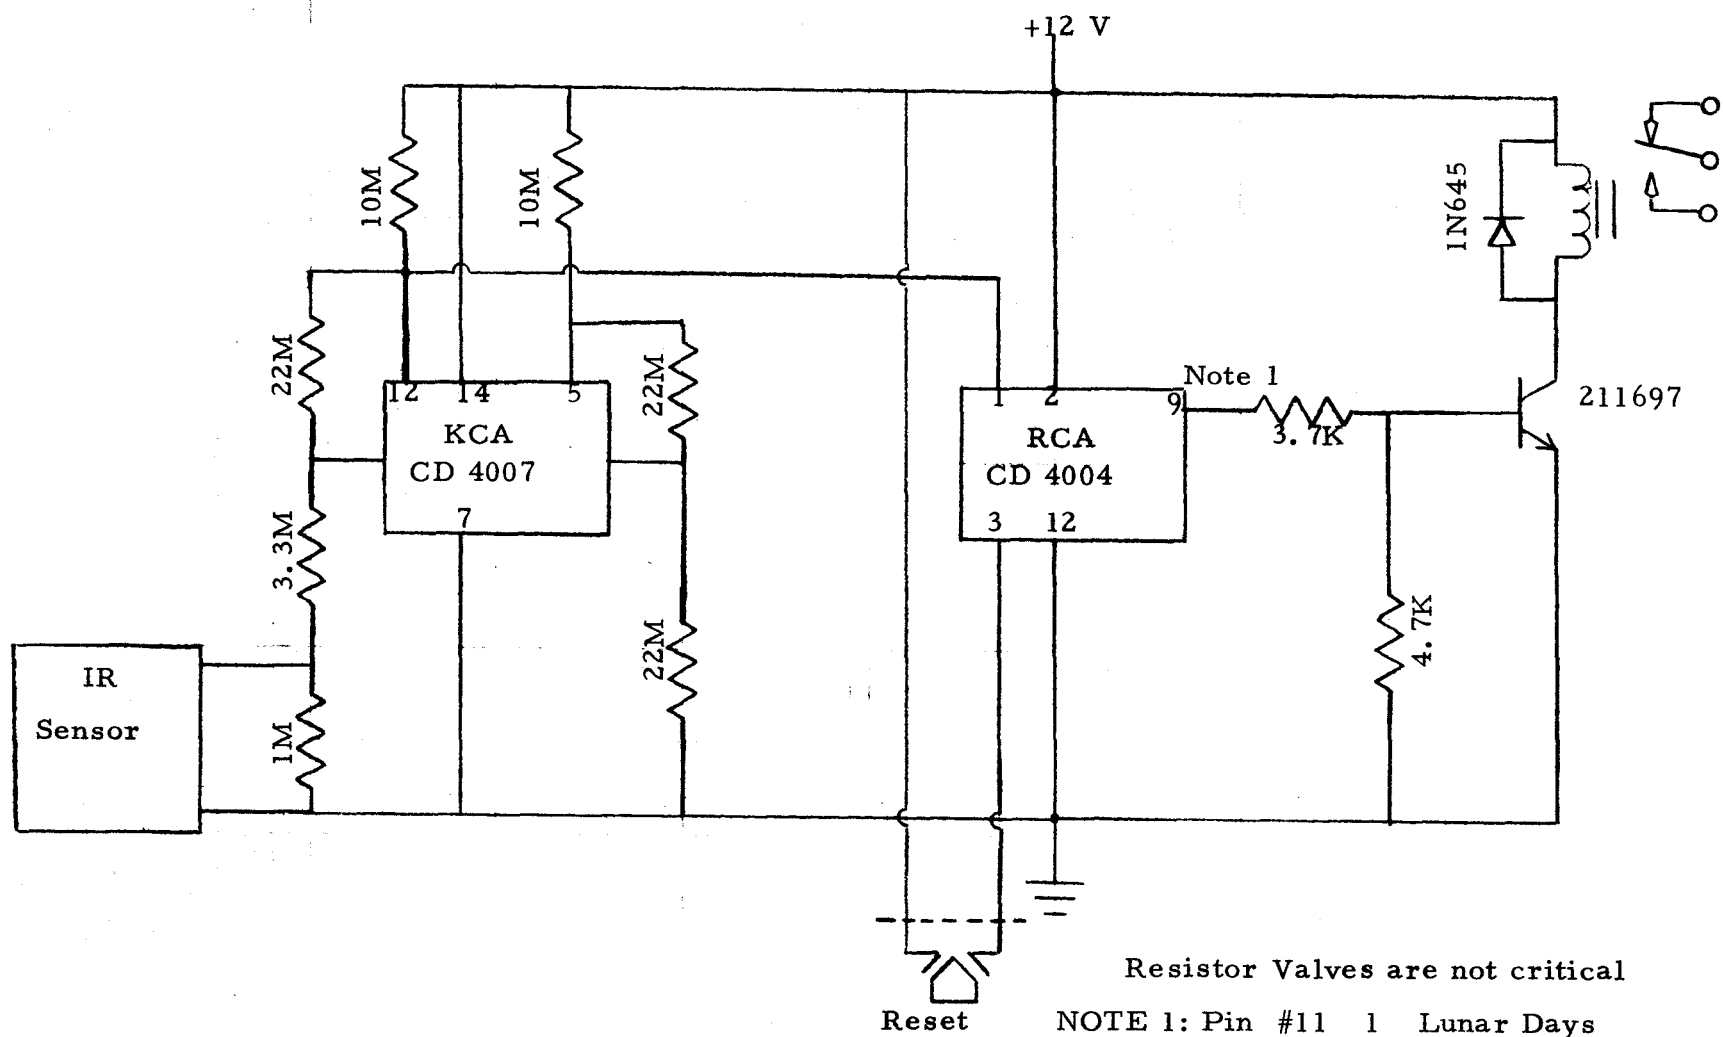 +12 V
10M
10M
1N645
22M
22M
12
14
5
KCA
CD 4007
7
1
2
9
Note 1
RCA
CD 4004
3
12
3.7K
211697
3.3M
22M
4.7K
IR
Sensor
1M
Resistor Valves are not critical
Reset
NOTE 1: Pin #11 1 Lunar Days